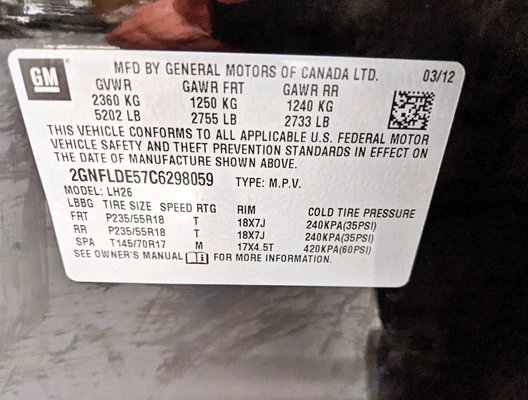 GM
MFD BY GENERAL MOTORS OF CANADA LTD. 03/12
GVWR GAWR FRT GAWR RR
2360 KG 1250 KG 1240 KG
5202 LB 2755 LB 2733 LB
THIS VEHICLE CONFORMS TO ALL APPLICABLE U.S. FEDERAL MOTOR
VEHICLE SAFETY AND THEFT PREVENTION STANDARDS IN EFFECT ON
THE DATE OF MANUFACTURE SHOWN ABOVE.
2GNFLDE57C6298059 TYPE: M.P.V.
MODEL: LH26
LBBG TIRE SIZE SPEED RTG RIM COLD TIRE PRESSURE
FRT P235/55R18 T 18X7J 240KPA(35PSI)
RR P235/55R18 T 18X7J 240KPA(35PSI)
SPA T145/70R17 M 17X4.5T 420KPA(60PSI)
SEE OWNER'S MANUAL FOR MORE INFORMATION.